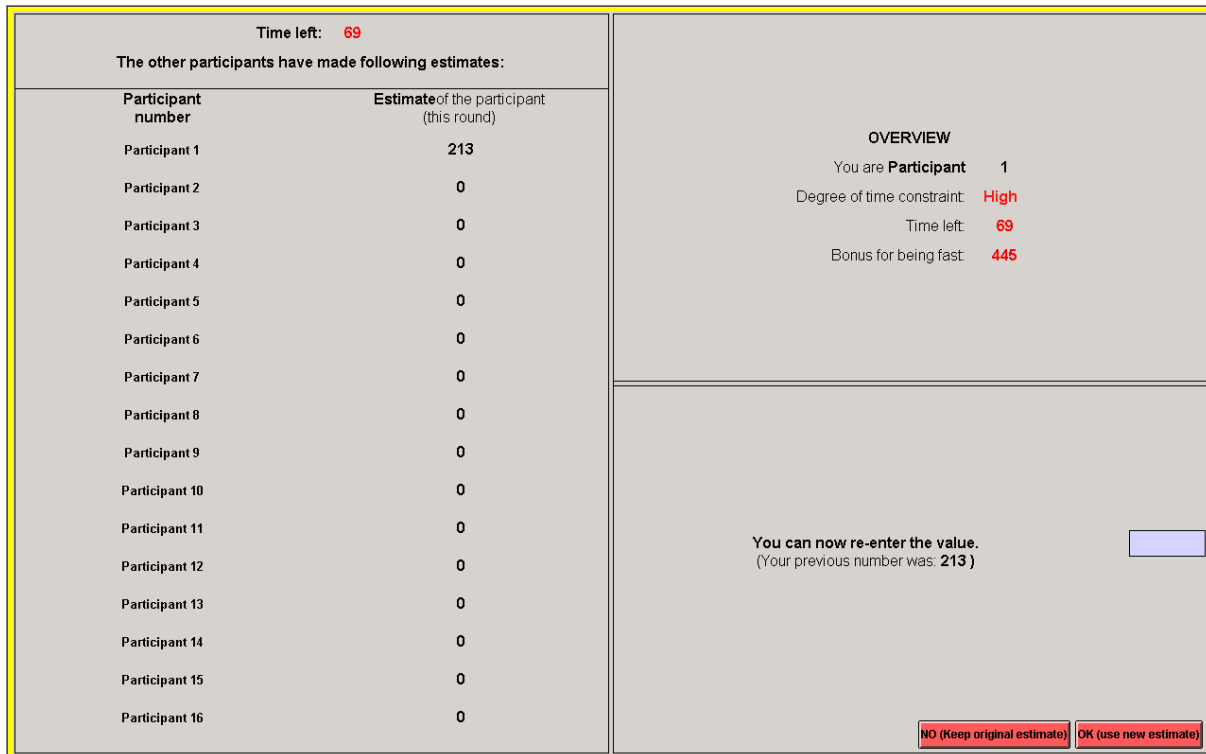 Time left: 69
The other participants have made following estimates:
Participant number
Estimate of the participant (this round)
Participant 1 213
Participant 2 0
Participant 3 0
Participant 4 0
Participant 5 0
Participant 6 0
Participant 7 0
Participant 8 0
Participant 9 0
Participant 10 0
Participant 11 0
Participant 12 0
Participant 13 0
Participant 14 0
Participant 15 0
Participant 16 0
OVERVIEW
You are Participant 1
Degree of time constraint: High
Time left: 69
Bonus for being fast: 445
You can now re-enter the value.
(Your previous number was: 213 )
NO (Keep original estimate) OK (use new estimate)